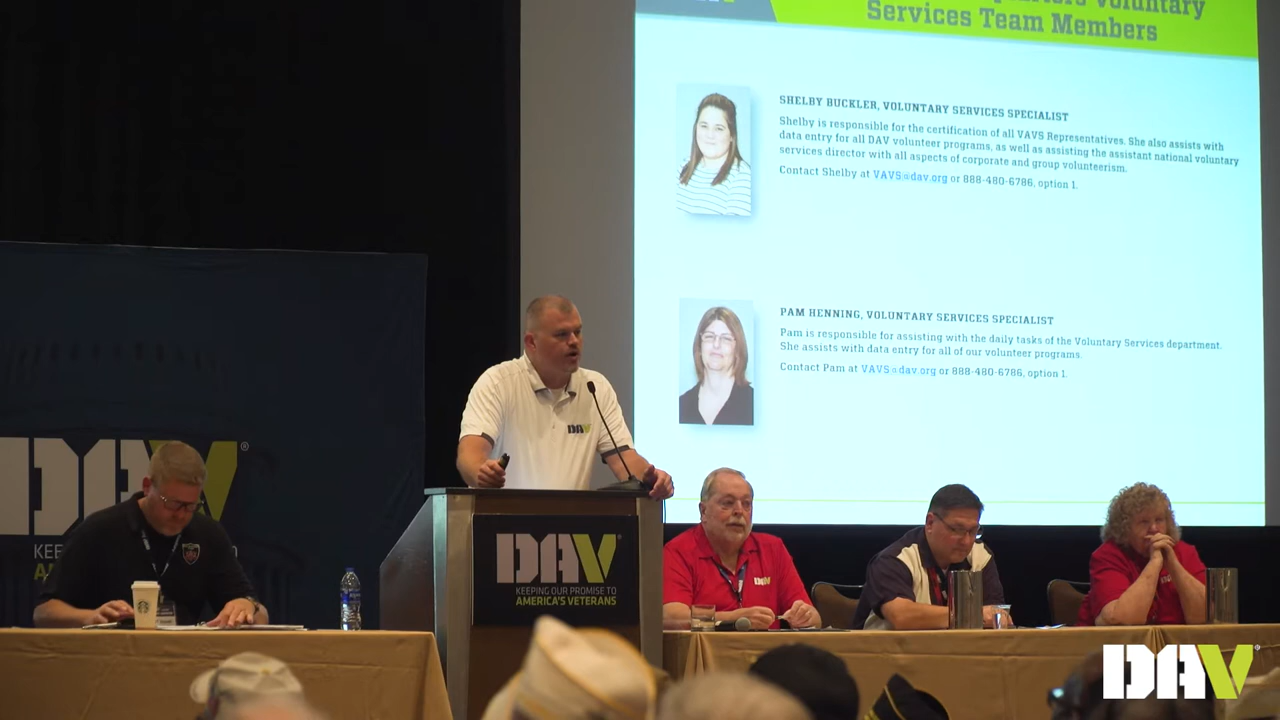 Voluntary
Services Team Members
SHELBY BUCKLER, VOLUNTARY SERVICES SPECIALIST
Shelby is responsible for the certification of all VAVS Representatives. She also assists with
data entry for all DAV volunteer programs, as well as assisting the assistant national voluntary
services director with all aspects of corporate and group volunteerism.
Contact Shelby at VAVS@dav.org or 888-480-6786, option 1.
PAM HENNING, VOLUNTARY SERVICES SPECIALIST
Pam is responsible for assisting with the daily tasks of the Voluntary Services department.
She assists with data entry for all of our volunteer programs.
Contact Pam at VAVS@dav.org or 888-480-6786, option 1.
DAV
DAV®
DAV
KEEPING OUR PROMISE TO
AMERICA'S VETERANS
DAV
DAV®